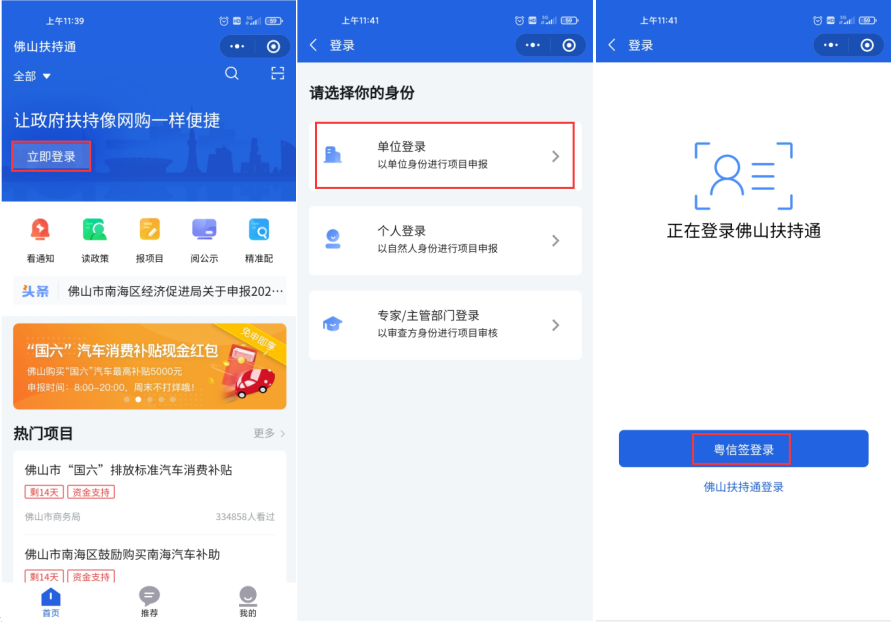 上午11:39
佛山扶持通
全部
让政府扶持像网购一样便捷
立即登录
看通知
读政策
报项目
阅公示
精准配
头条
佛山市南海区经济促进局关于申报202…
免申即享
“国六”汽车消费补贴现金红包
佛山购买“国六”汽车最高补贴5000元
申报时间：8:00~20:00，周末不打烊哦!
热门项目
更多
佛山市“国六”排放标准汽车消费补贴
剩14天 资金支持
佛山市商务局 334858人看过
佛山市南海区鼓励购买南海汽车补助
剩14天 资金支持
首页
推荐
我的
上午11:41
登录
请选择你的身份
单位登录
以单位身份进行项目申报
个人登录
以自然人身份进行项目申报
专家/主管部门登录
以审查方身份进行项目审核
上午11:41
登录
正在登录佛山扶持通
粤信签登录
佛山扶持通登录